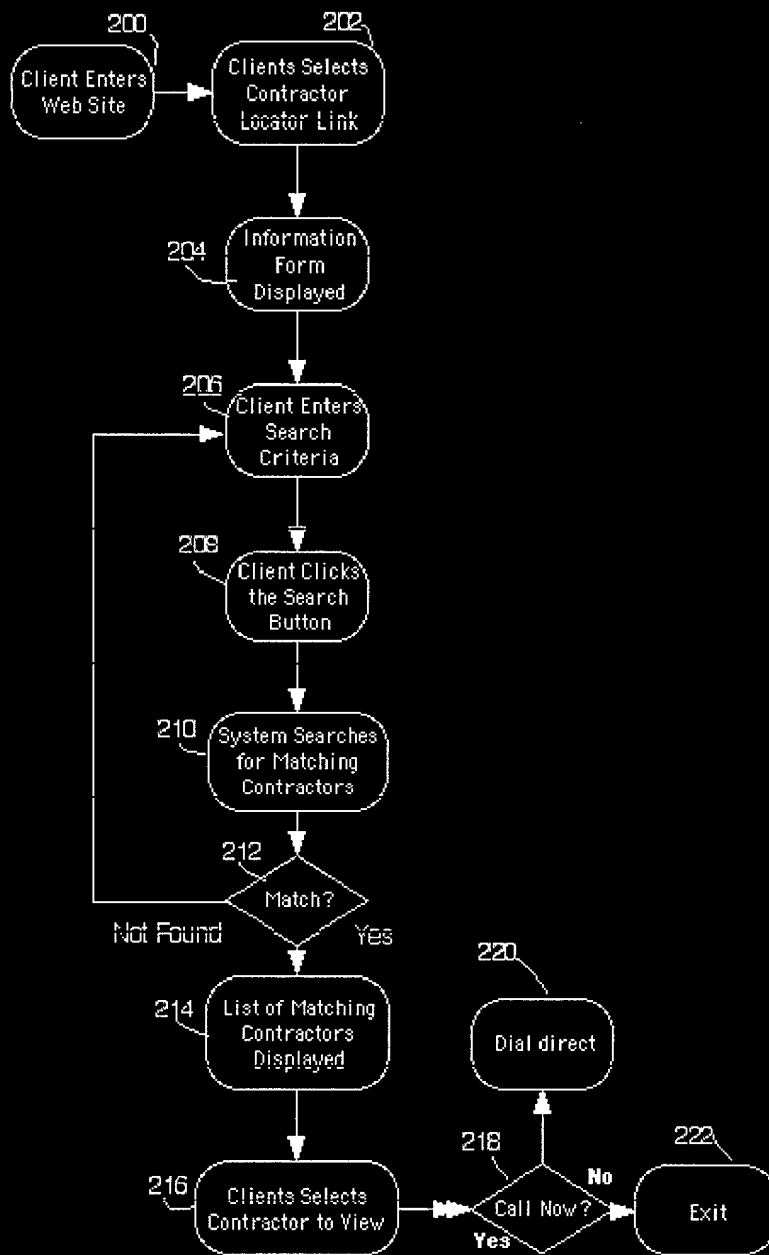 200
Client Enters
Web Site
202
Clients Selects
Contractor
Locator Link
204
Information
Form
Displayed
206
Client Enters
Search
Criteria
208
Client Clicks
the Search
Button
210
System Searches
for Matching
Contractors
212
Match?
Not Found
Yes
214
List of Matching
Contractors
Displayed
216
Clients Selects
Contractor to View
218
Call Now?
Yes
No
220
Dial direct
222
Exit